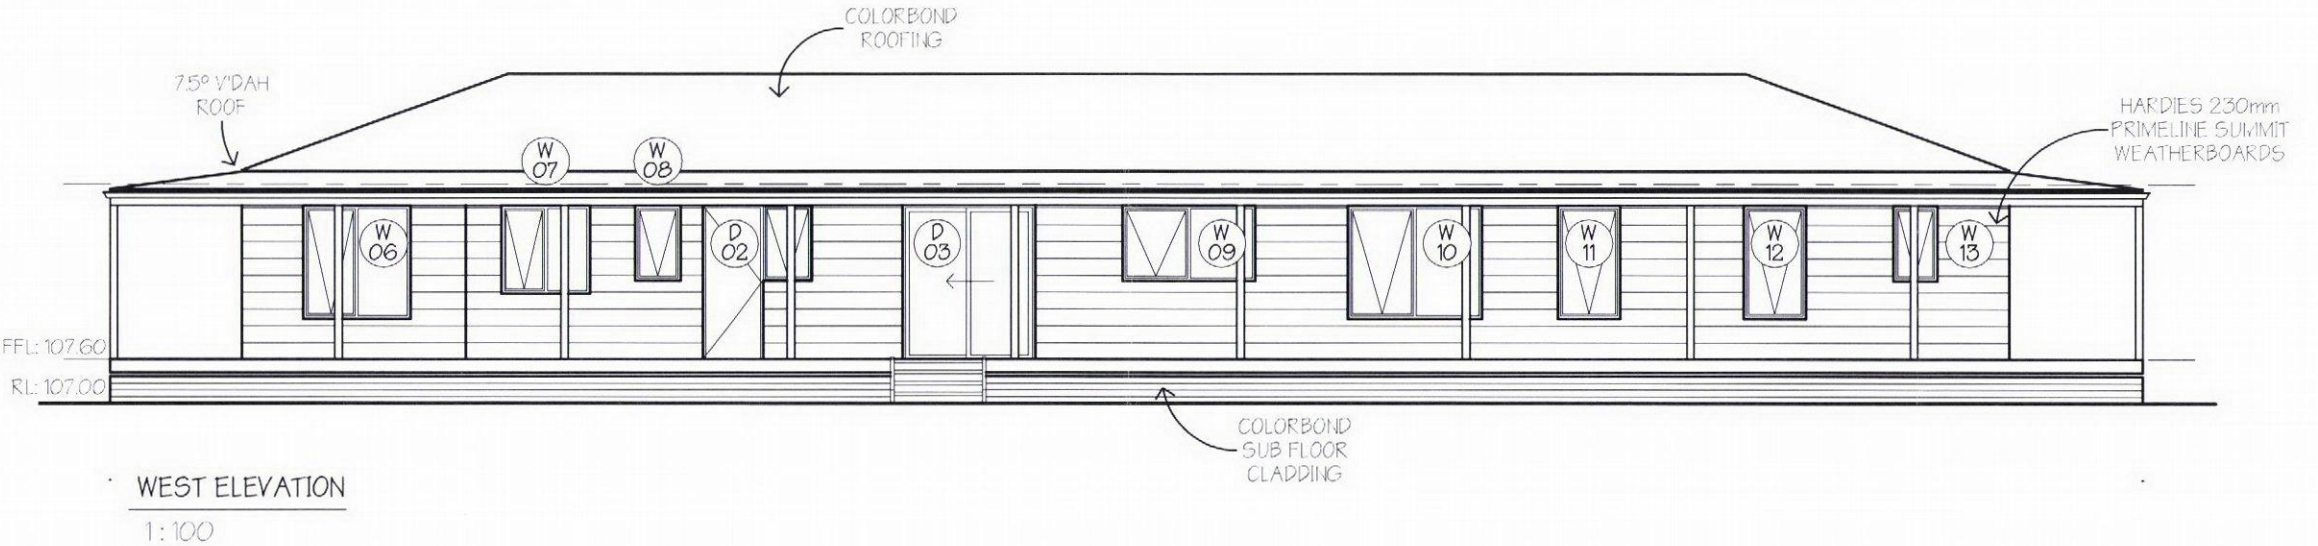 COLORBOND
ROOFING
7.5° V'DAH
ROOF
HARDIES 230mm
PRIMELINE SUMMIT
WEATHERBOARDS
W
07
W
08
W
06
D
02
D
03
W
09
W
10
W
11
W
12
W
13
FFL: 107.60
RL: 107.00
COLORBOND
SUB FLOOR
CLADDING
WEST ELEVATION
1:100